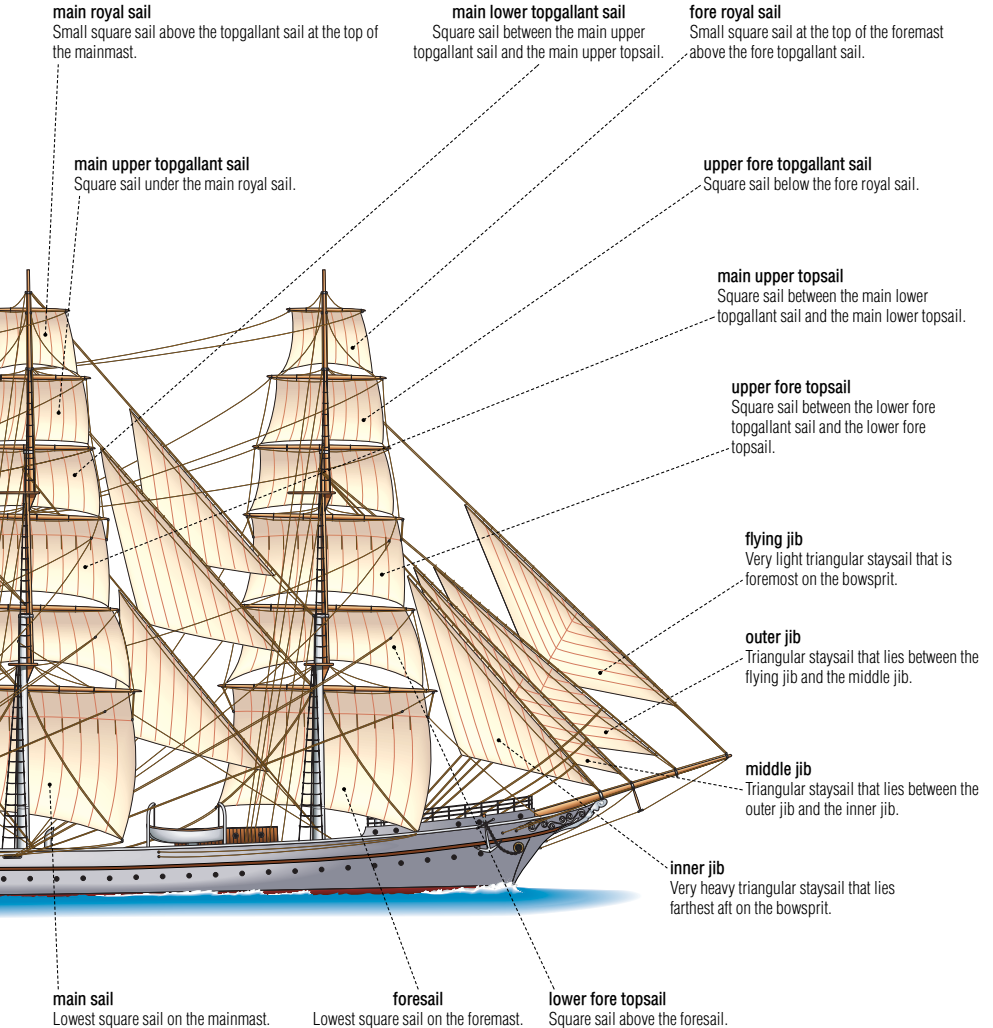 main royal sail
Small square sail above the topgallant sail at the top of
the mainmast.
main lower topgallant sail
Square sail between the main upper
topgallant sail and the main upper topsail.
fore royal sail
Small square sail at the top of the foremast
above the fore topgallant sail.
main upper topgallant sail
Square sail under the main royal sail.
upper fore topgallant sail
Square sail below the fore royal sail.
main upper topsail
Square sail between the main lower
topgallant sail and the main lower topsail.
upper fore topsail
Square sail between the lower fore
topgallant sail and the lower fore
topsail.
flying jib
Very light triangular staysail that is
foremost on the bowsprit.
outer jib
Triangular staysail that lies between the
flying jib and the middle jib.
middle jib
Triangular staysail that lies between the
outer jib and the inner jib.
inner jib
Very heavy triangular staysail that lies
farthest aft on the bowsprit.
main sail
Lowest square sail on the mainmast.
foresail
Lowest square sail on the foremast.
lower fore topsail
Square sail above the foresail.